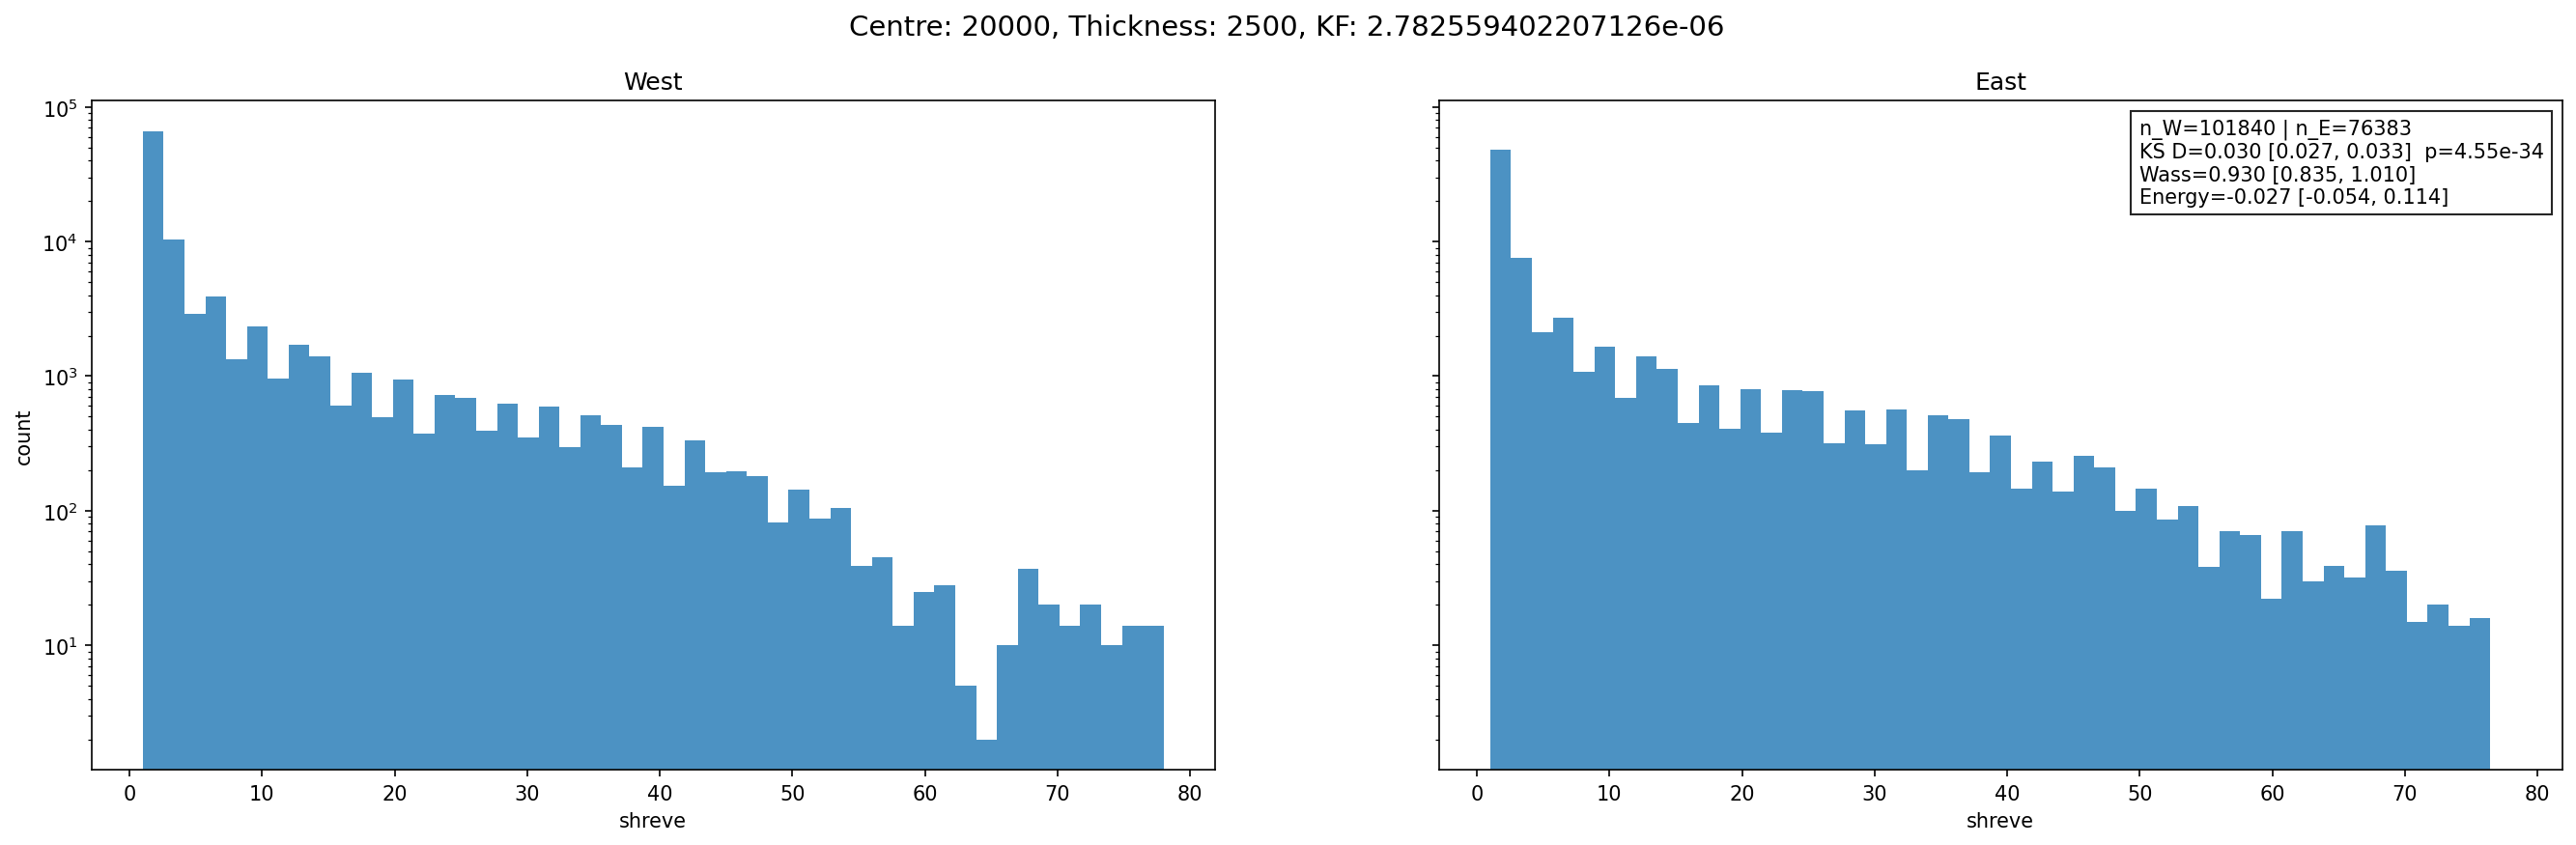 Centre: 20000, Thickness: 2500, KF: 2.782559402207126e-06
West
10⁵
10⁴
10³
10²
10¹
count
0 10 20 30 40 50 60 70 80
shreve
East
n_W=101840 | n_E=76383
KS D=0.030 [0.027, 0.033]  p=4.55e-34
Wass=0.930 [0.835, 1.010]
Energy=-0.027 [-0.054, 0.114]
0 10 20 30 40 50 60 70 80
shreve